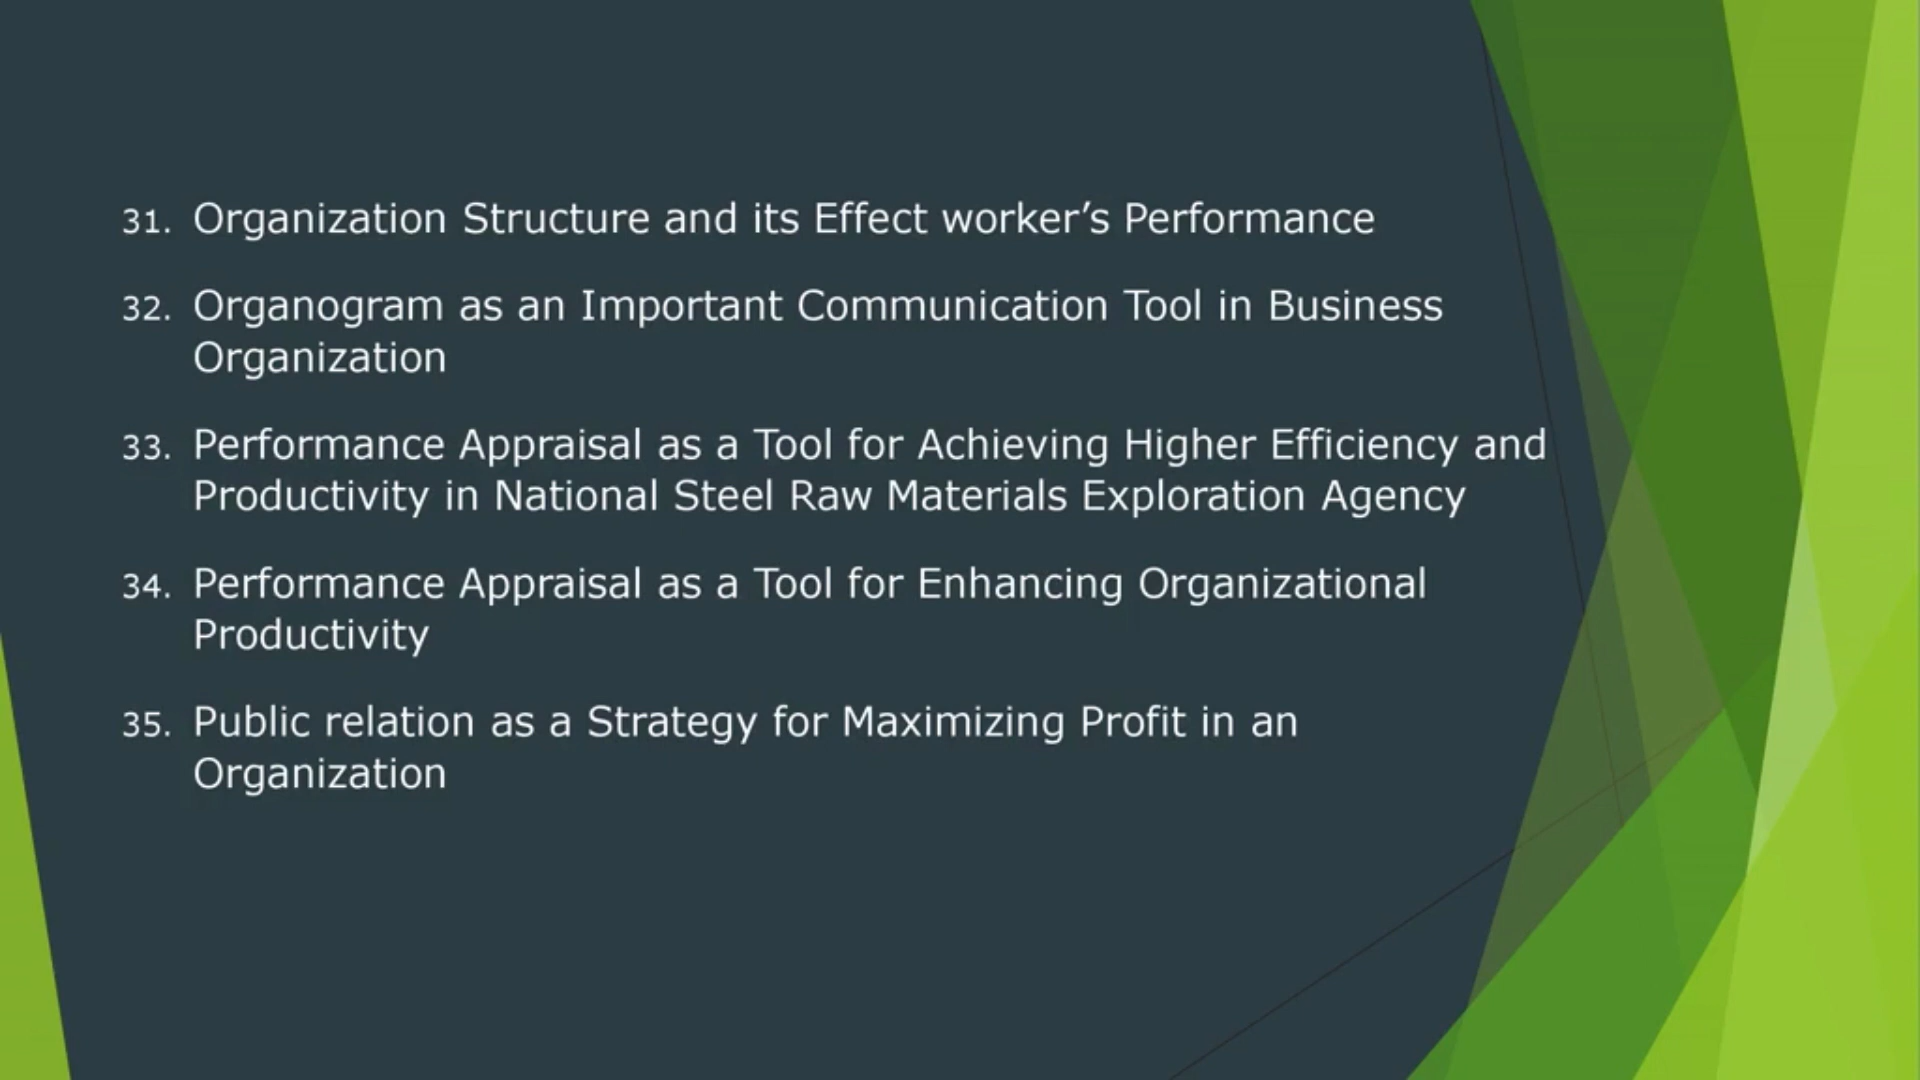 31. Organization Structure and its Effect worker’s Performance
32. Organogram as an Important Communication Tool in Business
Organization
33. Performance Appraisal as a Tool for Achieving Higher Efficiency and
Productivity in National Steel Raw Materials Exploration Agency
34. Performance Appraisal as a Tool for Enhancing Organizational
Productivity
35. Public relation as a Strategy for Maximizing Profit in an
Organization